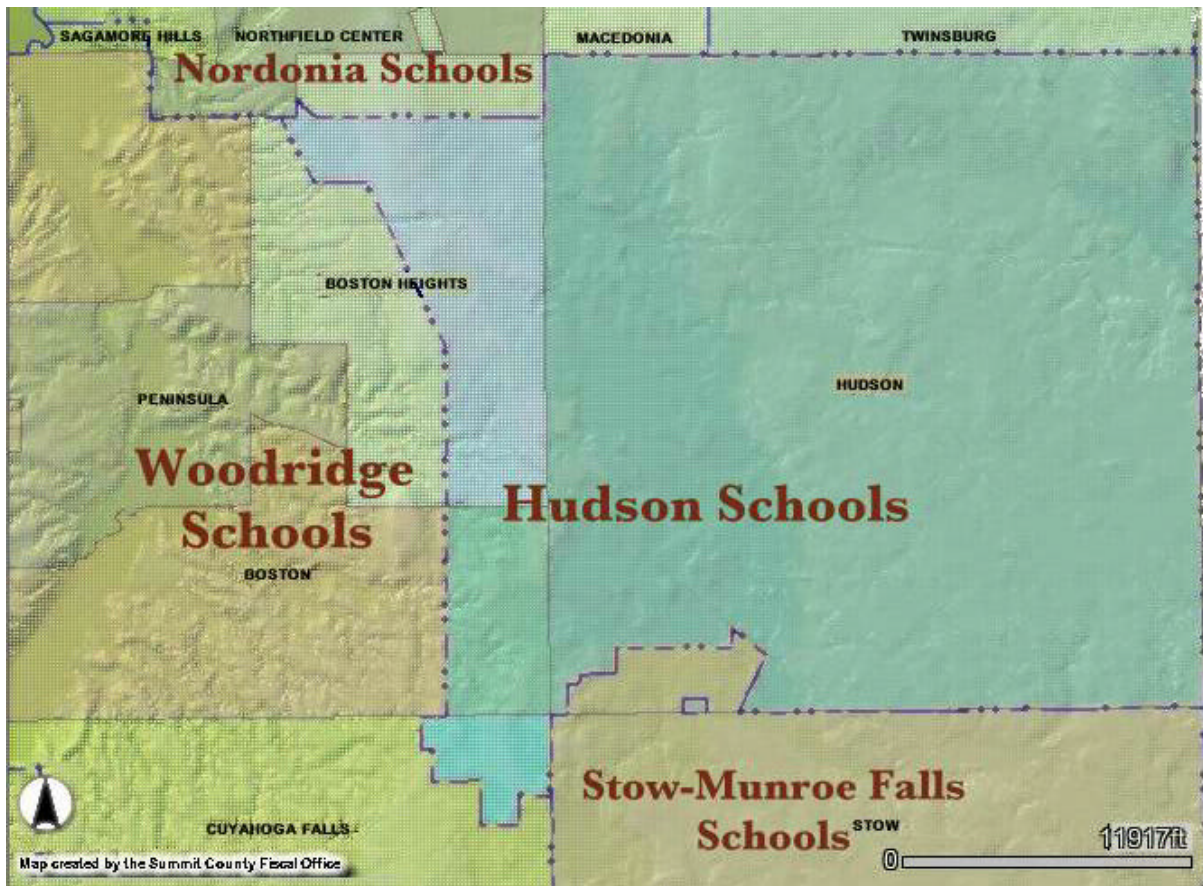 SAGAMORE HILLS
NORTHFIELD CENTER
MACEDONIA
TWINSBURG
Nordonia Schools
BOSTON HEIGHTS
HUDSON
PENINSULA
Woodridge
Schools
Hudson Schools
BOSTON
Stow-Munroe Falls
Schools
STOW
CUYAHOGA FALLS
11917ft
0
Map created by the Summit County Fiscal Office